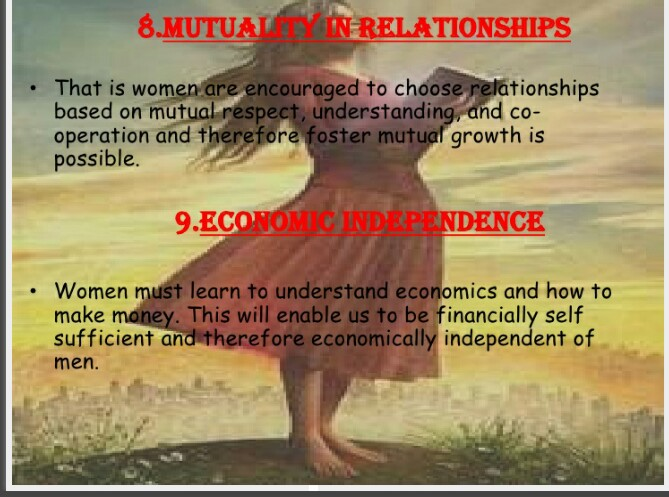 8.MUTUALITY IN RELATIONSHIPS
• That is women are encouraged to choose relationships
based on mutual respect, understanding, and co-
operation and therefore foster mutual growth is
possible.
9.ECONOMIC INDEPENDENCE
• Women must learn to understand economics and how to
make money. This will enable us to be financially self
sufficient and therefore economically independent of
men.